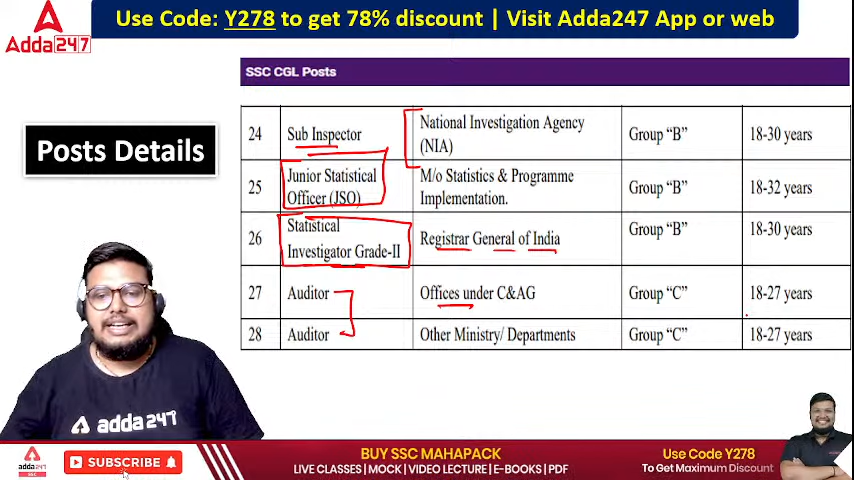 Use Code: Y278 to get 78% discount | Visit Adda247 App or web
A
Adda247
SSC CGL Posts
Posts Details
24 Sub Inspector National Investigation Agency (NIA) Group “B” 18-30 years
25 Junior Statistical Officer (JSO) M/o Statistics & Programme Implementation. Group “B” 18-32 years
26 Statistical Investigator Grade-II Registrar General of India Group “B” 18-30 years
27 Auditor Offices under C&AG Group “C” 18-27 years
28 Auditor Other Ministry/ Departments Group “C” 18-27 years
adda247
adda247
SSC
SUBSCRIBE
BUY SSC MAHAPACK
LIVE CLASSES | MOCK | VIDEO LECTURE | E-BOOKS | PDF
Use Code Y278
To Get Maximum Discount